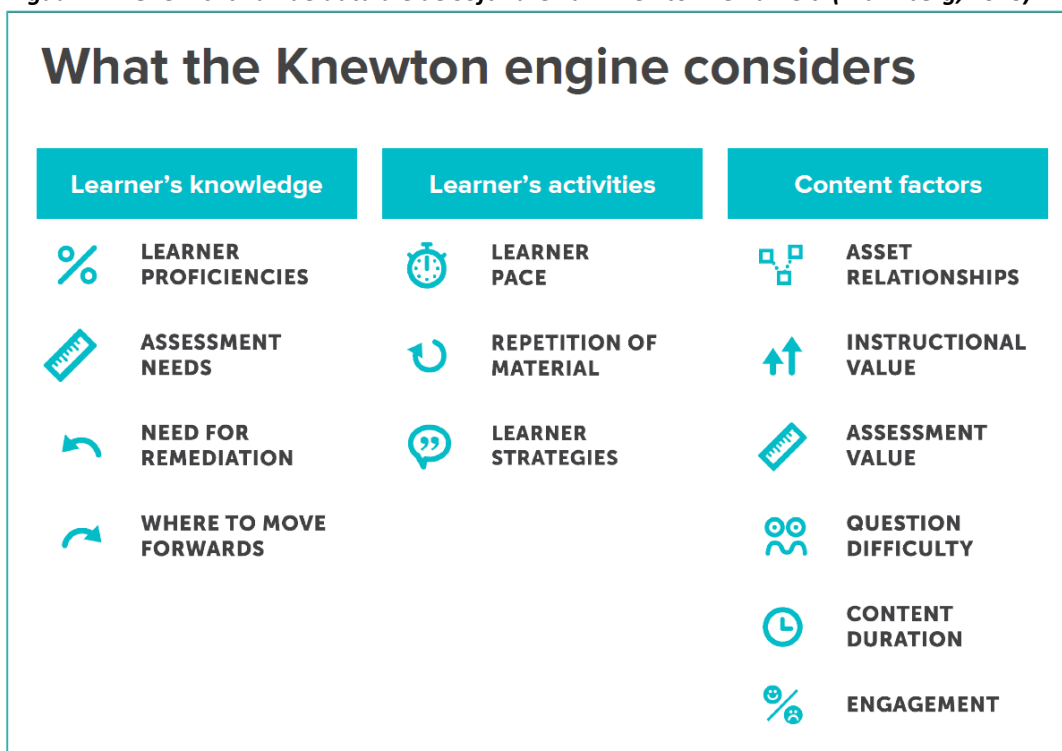 What the Knewton engine considers
Learner's knowledge
LEARNER
PROFICIENCIES
ASSESSMENT
NEEDS
NEED FOR
REMEDIATION
WHERE TO MOVE
FORWARDS
Learner's activities
LEARNER
PACE
REPETITION OF
MATERIAL
LEARNER
STRATEGIES
Content factors
ASSET
RELATIONSHIPS
INSTRUCTIONAL
VALUE
ASSESSMENT
VALUE
QUESTION
DIFFICULTY
CONTENT
DURATION
ENGAGEMENT